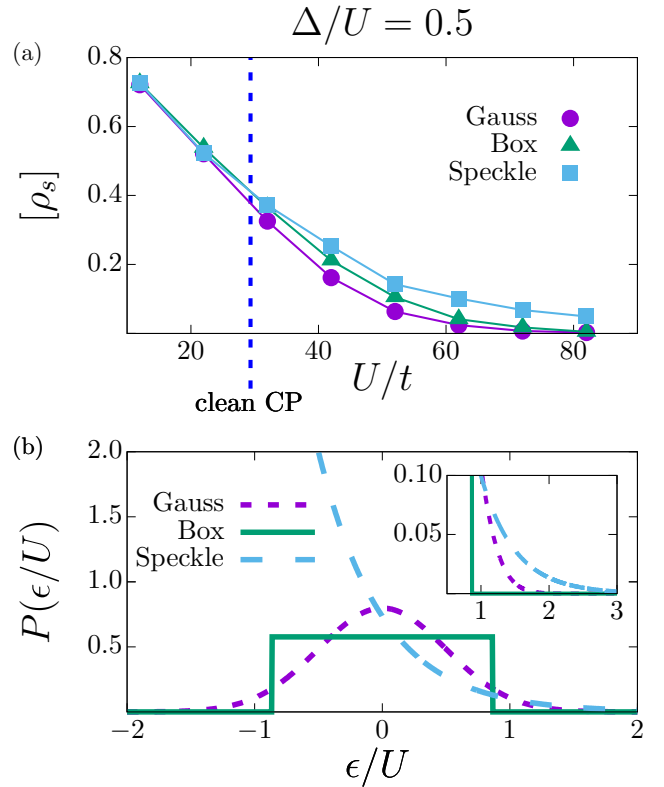 Δ/U = 0.5
(a)
0.8
0.6
0.4
0.2
[ρs]
Gauss
Box
Speckle
20 40 60 80
U/t
clean CP
(b)
2.0
1.5
1.0
0.5
P(ϵ/U)
Gauss
Box
Speckle
0.10
0.05
1 2 3
−2 −1 0 1 2
ϵ/U